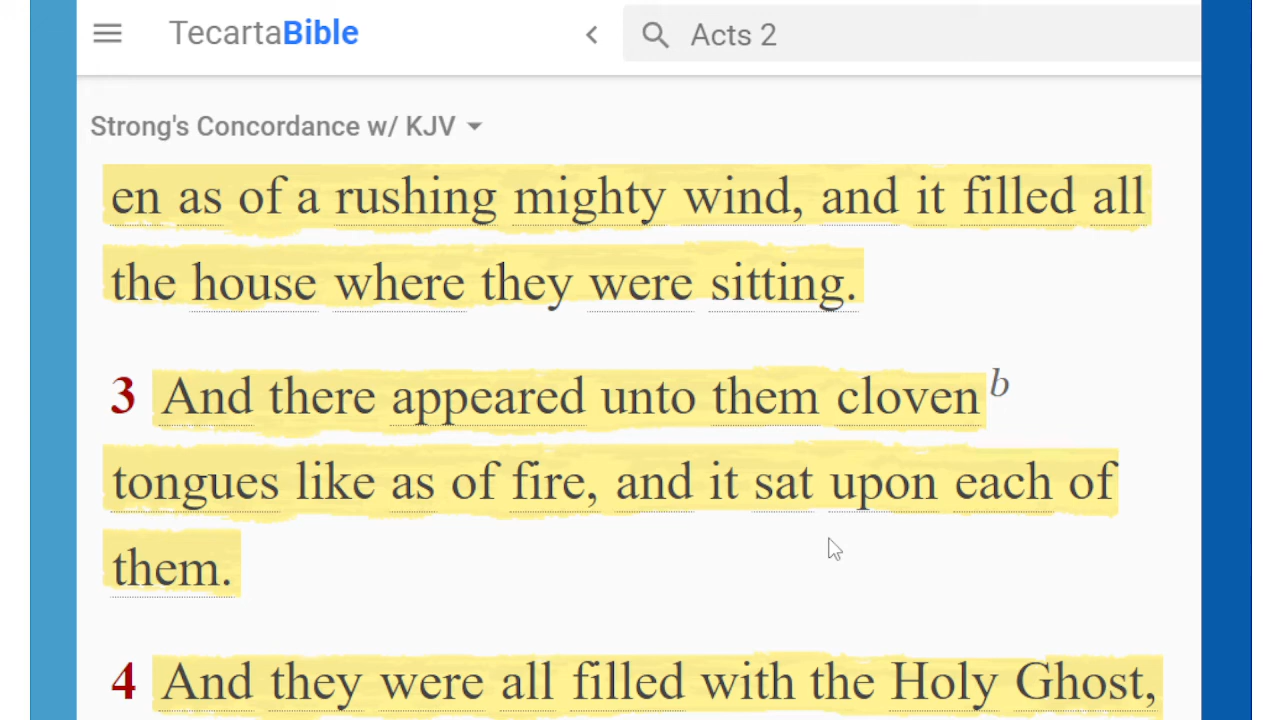 TecartaBible
Acts 2
Strong's Concordance w/ KJV
en as of a rushing mighty wind, and it filled all
the house where they were sitting.
3 And there appeared unto them cloven b
tongues like as of fire, and it sat upon each of
them.
4 And they were all filled with the Holy Ghost,